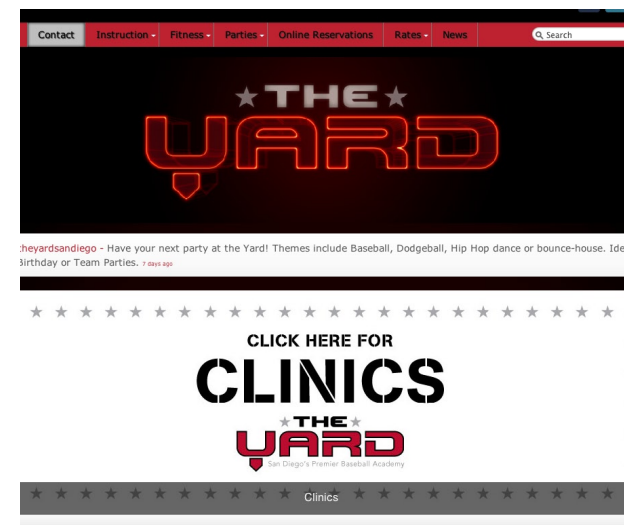 Contact Instruction Fitness Parties Online Reservations Rates News Search
THE
YARD
theyardsandiego - Have your next party at the Yard! Themes include Baseball, Dodgeball, Hip Hop dance or bounce-house. Ide
Birthday or Team Parties. 7 days ago
CLICK HERE FOR
CLINICS
THE
YARD
San Diego's Premier Baseball Academy
Clinics